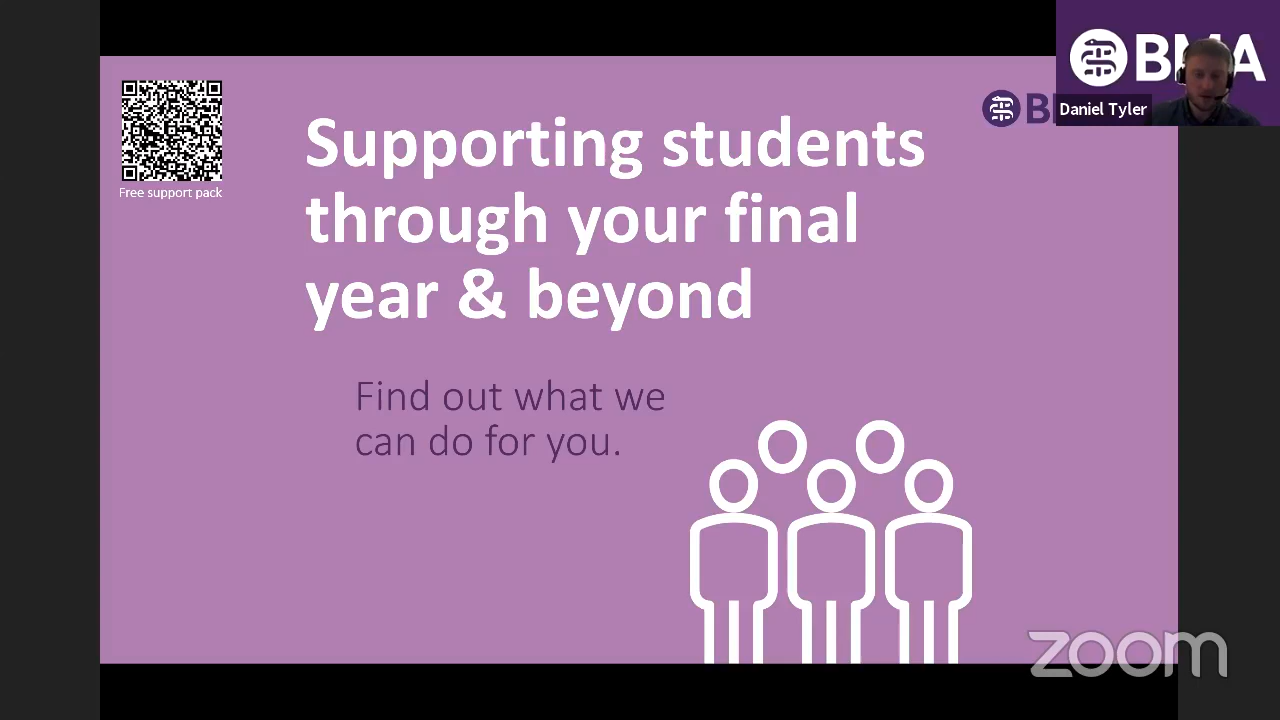 BMA
Daniel Tyler
Free support pack
Supporting students
through your final
year & beyond
Find out what we
can do for you.
zoom